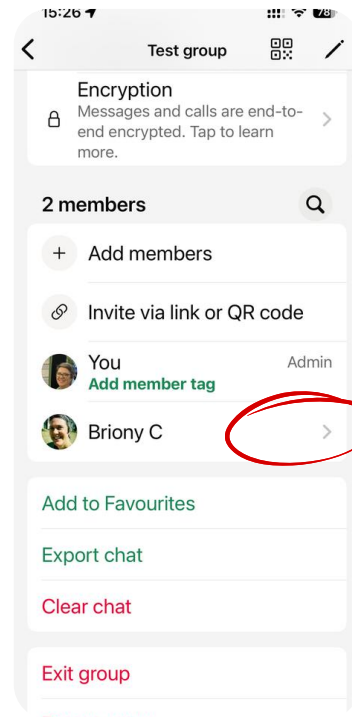 15:26
78
Test group
Encryption
Messages and calls are end-to-
end encrypted. Tap to learn
more.
2 members
Add members
Invite via link or QR code
You
Admin
Add member tag
Briony C
Add to Favourites
Export chat
Clear chat
Exit group